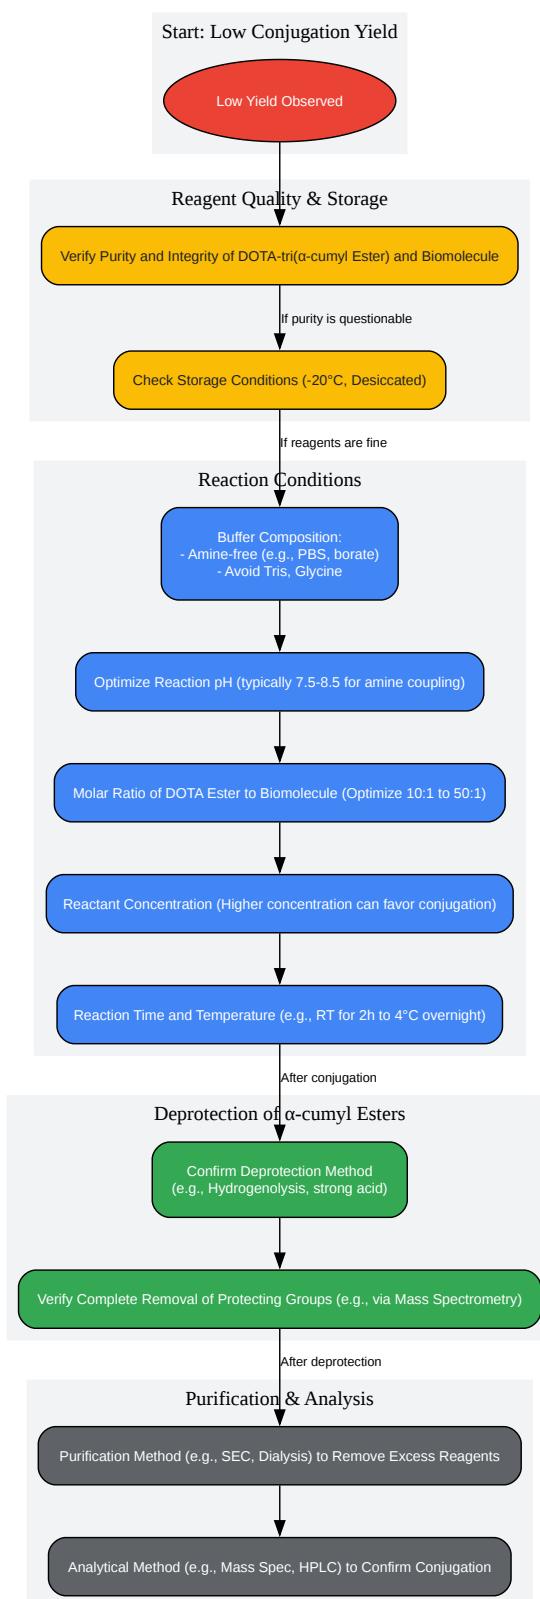 Start: Low Conjugation Yield
Low Yield Observed
Reagent Quality & Storage
Verify Purity and Integrity of DOTA-tri(α-cumyl Ester) and Biomolecule
If purity is questionable
Check Storage Conditions (-20°C, Desiccated)
If reagents are fine
Reaction Conditions
Buffer Composition:
- Amine-free (e.g., PBS, borate)
- Avoid Tris, Glycine
Optimize Reaction pH (typically 7.5-8.5 for amine coupling)
Molar Ratio of DOTA Ester to Biomolecule (Optimize 10:1 to 50:1)
Reactant Concentration (Higher concentration can favor conjugation)
Reaction Time and Temperature (e.g., RT for 2h to 4°C overnight)
After conjugation
Deprotection of α-cumyl Esters
Confirm Deprotection Method
(e.g., Hydrogenolysis, strong acid)
Verify Complete Removal of Protecting Groups (e.g., via Mass Spectrometry)
After deprotection
Purification & Analysis
Purification Method (e.g., SEC, Dialysis) to Remove Excess Reagents
Analytical Method (e.g., Mass Spec, HPLC) to Confirm Conjugation